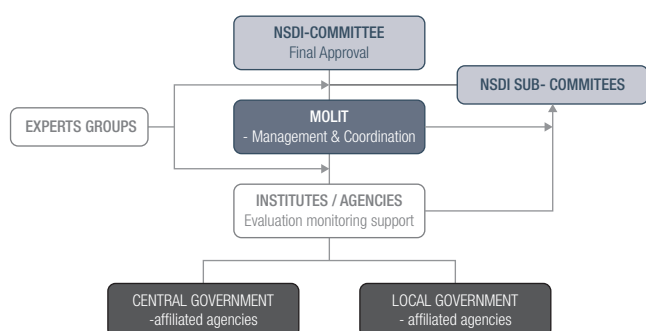 NSDI-COMMITTEE
Final Approval
NSDI SUB- COMMITEES
EXPERTS GROUPS
MOLIT
- Management & Coordination
INSTITUTES / AGENCIES
Evaluation monitoring support
CENTRAL GOVERNMENT
-affiliated agencies
LOCAL GOVERNMENT
- affiliated agencies